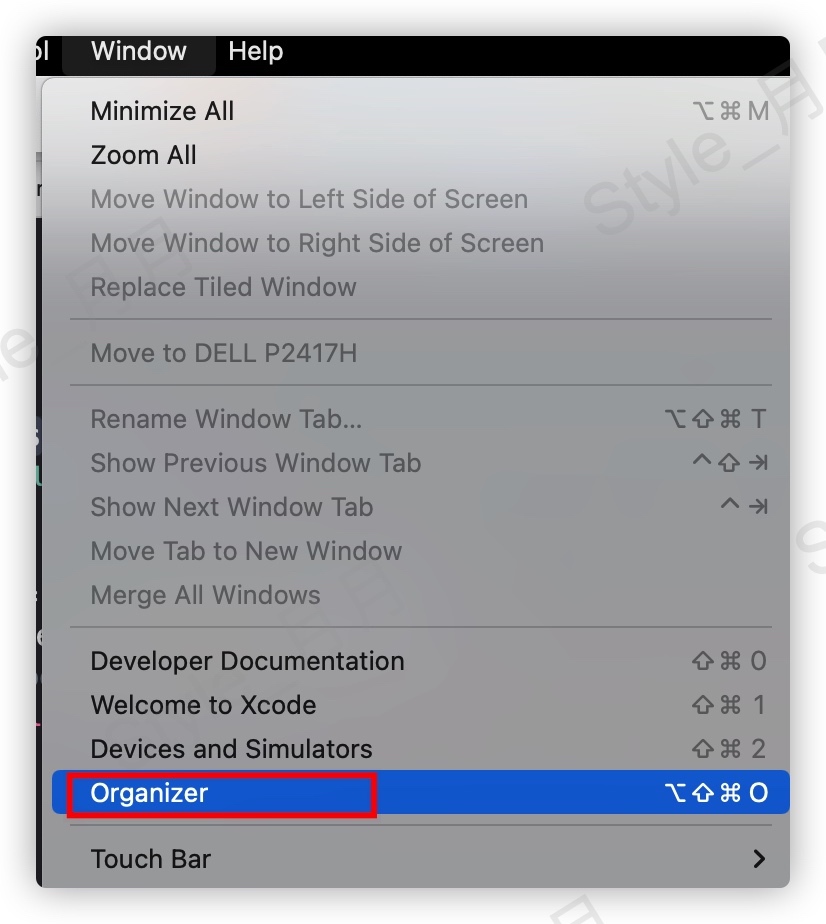 ol Window Help
Minimize All ⌥⌘M
Zoom All
Move Window to Left Side of Screen
Move Window to Right Side of Screen
Replace Tiled Window
Move to DELL P2417H
Rename Window Tab... ⌥⇧⌘ T
Show Previous Window Tab ^⇧⇥
Show Next Window Tab ^⇥
Move Tab to New Window
Merge All Windows
Developer Documentation ⇧⌘ 0
Welcome to Xcode ⇧⌘ 1
Devices and Simulators ⇧⌘ 2
Organizer ⌥⇧⌘ O
Touch Bar
Style_月月